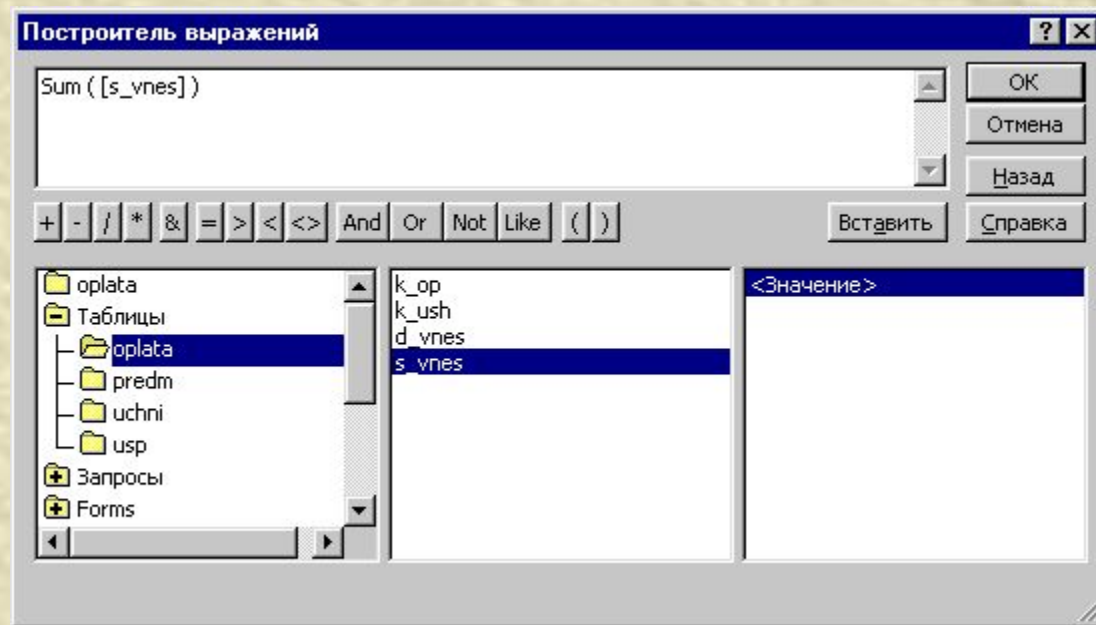 Построитель выражений
Sum ( [s_vnes] )
OK
Отмена
Назад
+ - / * & = > < <> And Or Not Like ( )
Вставить
Справка
oplata
Таблицы
oplata
predm
uchni
usp
Запросы
Forms
k_op
k_ush
d_vnes
s_vnes
<Значение>